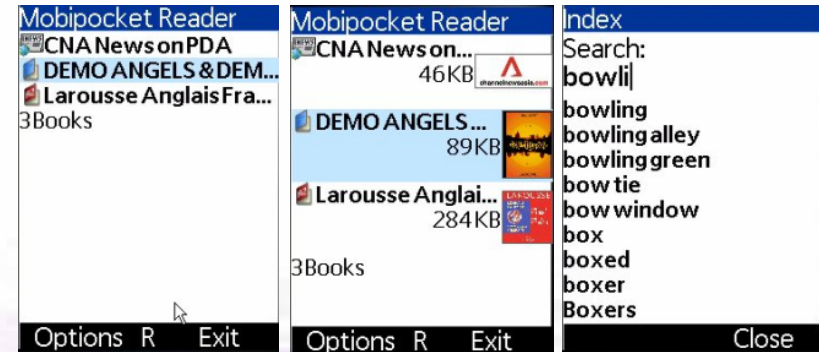 Mobipocket Reader
CNA News on PDA
DEMO ANGELS & DEM...
Larousse Anglais Fra...
3Books
Options R Exit
Mobipocket Reader
CNA News on...
46KB
channelnewsasia.com
DEMO ANGELS...
89KB
Larousse Anglai...
LAROUSSE
284KB
3Books
Options R Exit
Index
Search:
bowli
bowling
bowling alley
bowling green
bow tie
bow window
box
boxed
boxer
Boxers
Close